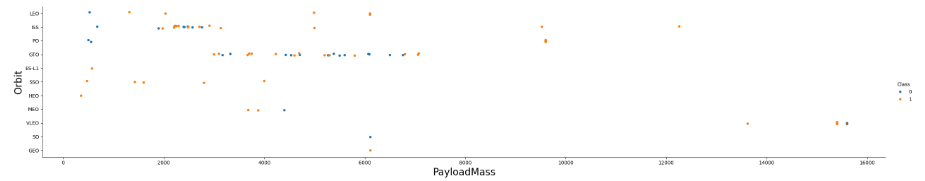 LEO
ISS
PO
GTO
ES-L1
SSO
HEO
MEO
VLEO
SO
GEO
Orbit
0
2000
4000
6000
8000
10000
12000
14000
16000
PayloadMass
Class
0
1